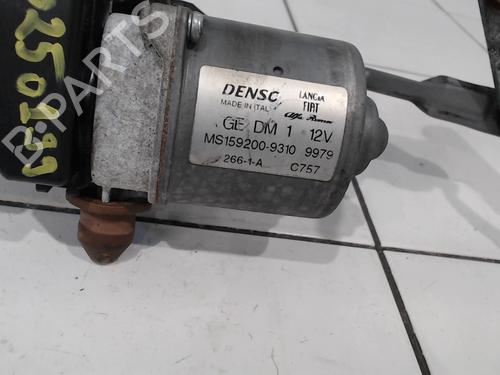 DENSO LANCIA
MADE IN ITALY FIAT
Alfa Romeo
GE DM 1 12V
MS159200-9310 9979
266-1-A C757
B-PARTS